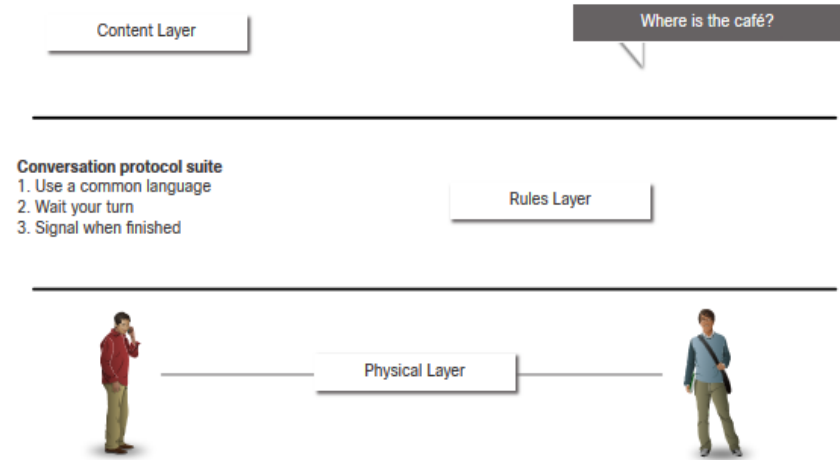 Content Layer
Where is the café?
Conversation protocol suite
1. Use a common language
2. Wait your turn
3. Signal when finished
Rules Layer
Physical Layer